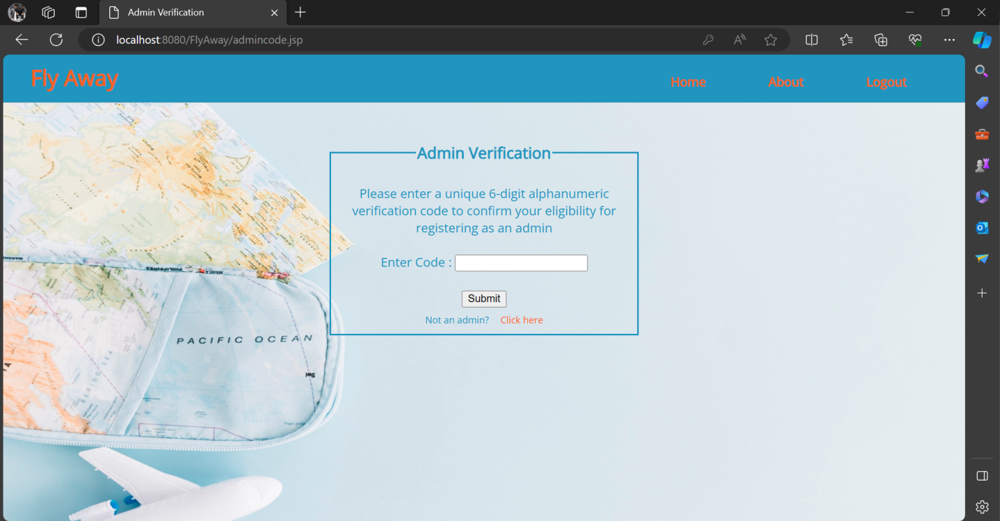 Admin Verification
localhost:8080/FlyAway/admincode.jsp
Fly Away
Home
About
Logout
Admin Verification
Please enter a unique 6-digit alphanumeric
verification code to confirm your eligibility for
registering as an admin
Enter Code :
Submit
Not an admin? Click here
PHILIPPINES
PACIFIC OCEAN
BERING SEA